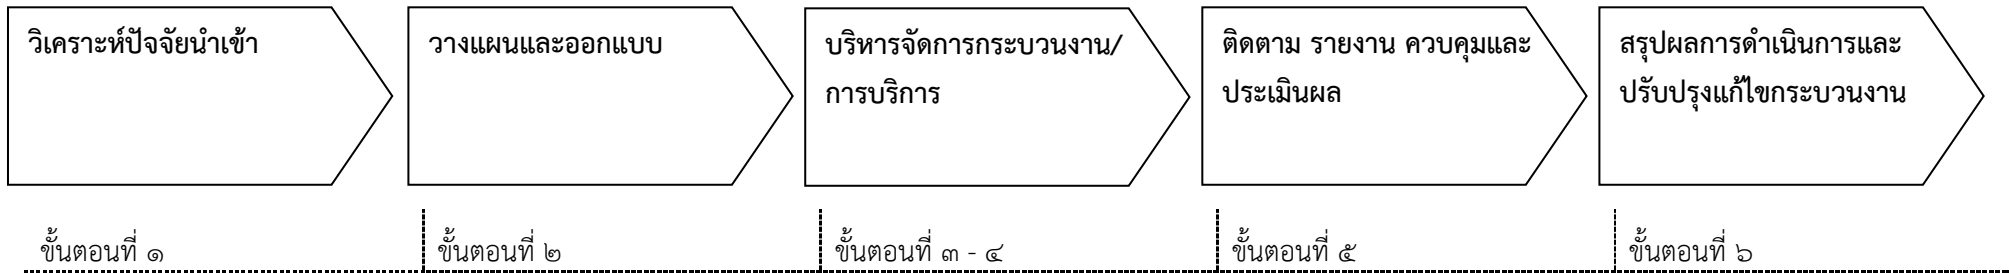 วิเคราะห์ปัจจัยนำเข้า
วางแผนและออกแบบ
บริหารจัดการกระบวนงาน/
การบริการ
ติดตาม รายงาน ควบคุมและ
ประเมินผล
สรุปผลการดำเนินการและ
ปรับปรุงแก้ไขกระบวนงาน
ขั้นตอนที่ ๑
ขั้นตอนที่ ๒
ขั้นตอนที่ ๓ - ๔
ขั้นตอนที่ ๕
ขั้นตอนที่ ๖